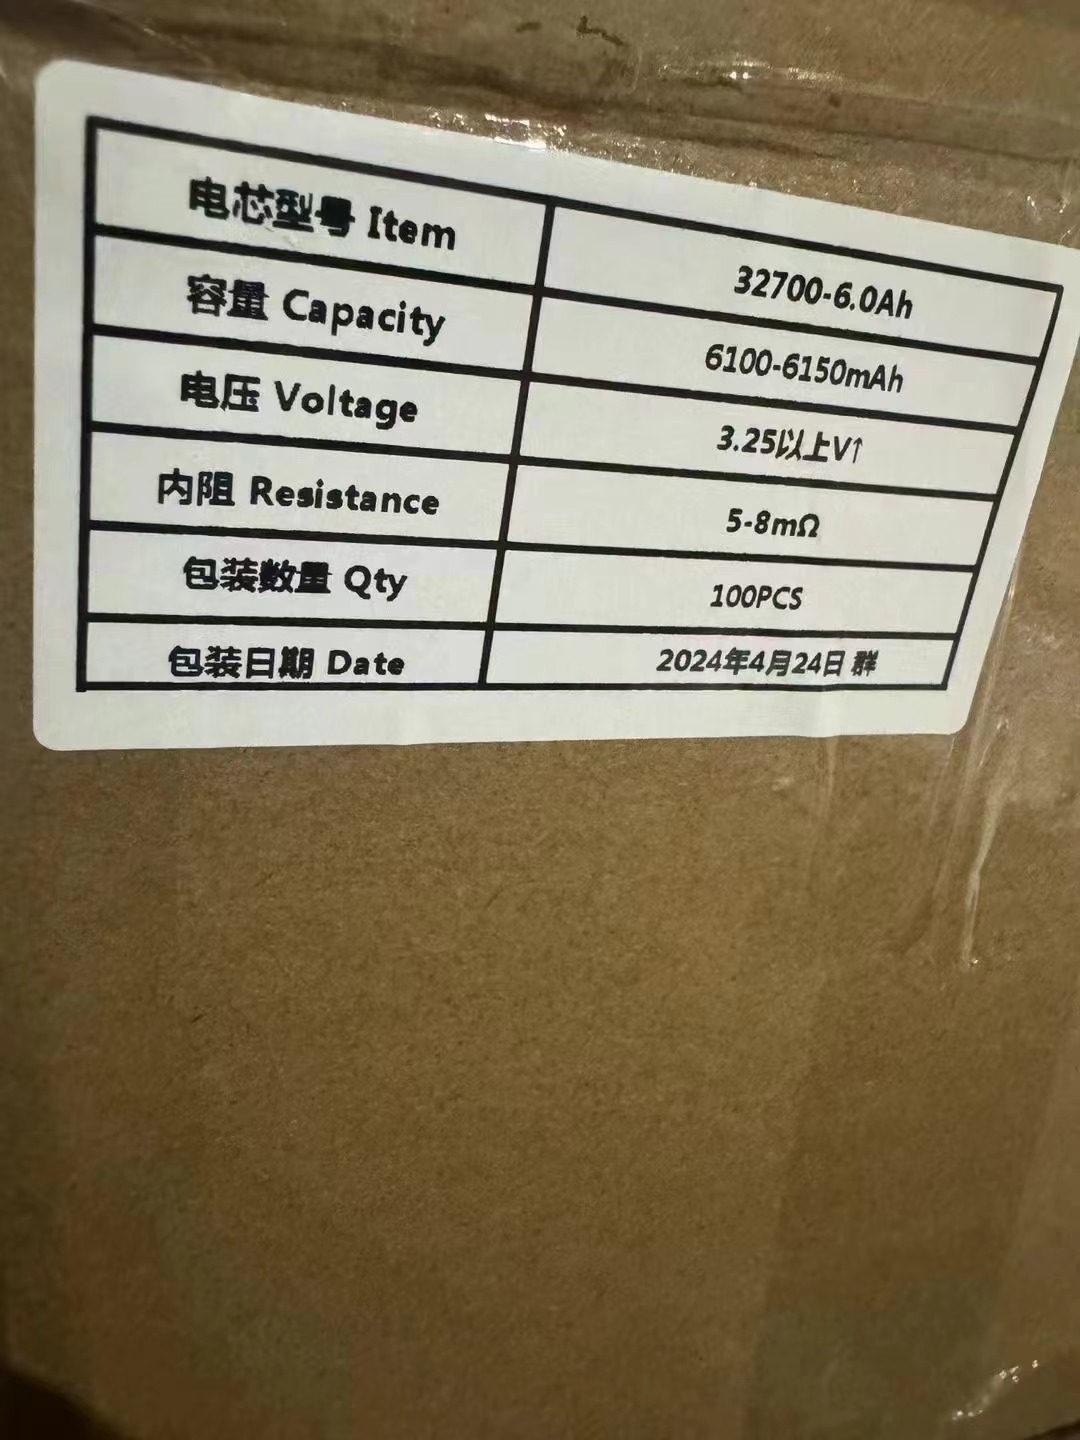 电芯型号 Item 32700-6.0Ah
容量 Capacity 6100-6150mAh
电压 Voltage 3.25以上V↑
内阻 Resistance 5-8mΩ
包装数量 Qty 100PCS
包装日期 Date 2024年4月24日 群